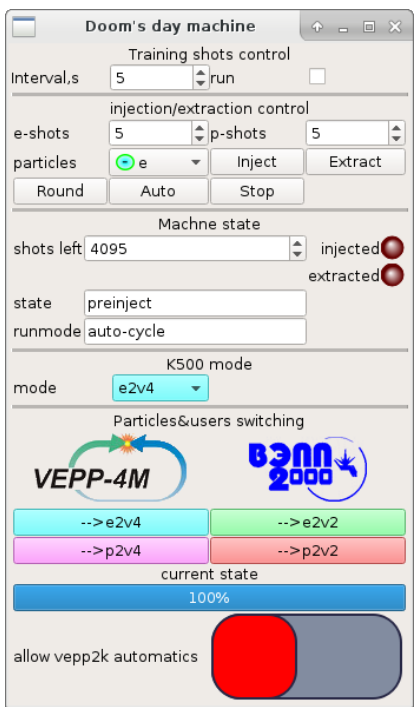 Doom's day machine
Training shots control
Interval,s 5 run
injection/extraction control
e-shots 5 p-shots 5
particles e Inject Extract
Round Auto Stop
Machne state
shots left 4095 injected
extracted
state preinject
runmode auto-cycle
K500 mode
mode e2v4
Particles&users switching
VEPP-4M ВЭПП
2000
-->e2v4 -->e2v2
-->p2v4 -->p2v2
current state
100%
allow vepp2k automatics